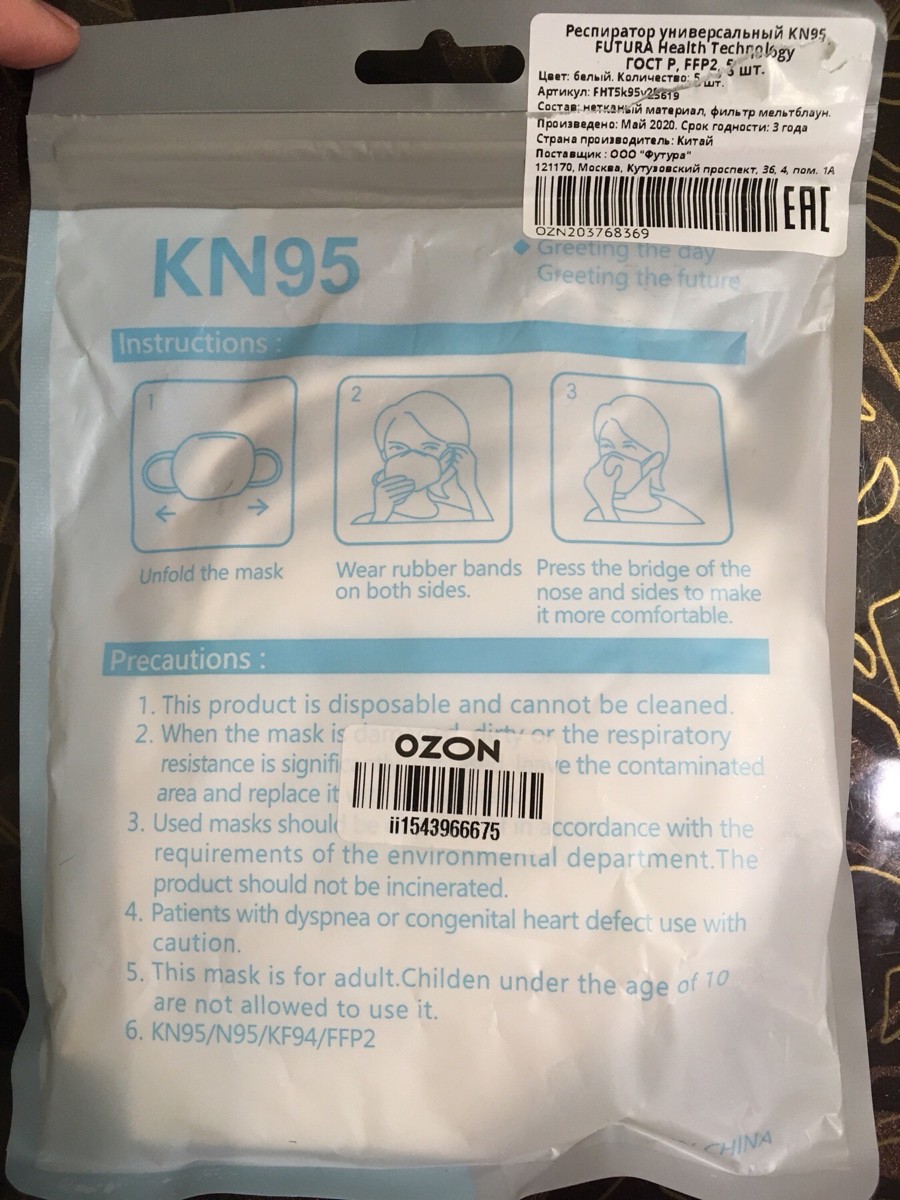 Респиратор универсальный KN95,
FUTURA Health Technology
ГОСТ Р, FFP2, 5 шт.
Цвет: белый. Количество: 5 шт.
Артикул: FHT5k95v25619
Состав: нетканый материал, фильтр мельтблаун.
Произведено: Май 2020. Срок годности: 3 года
Страна производитель: Китай
Поставщик : ООО "Футура"
121170, Москва, Кутузовский проспект, 36, 4, пом. 1А
EAC
OZN203768369
KN95
Greeting the day
Greeting the future
Instructions :
1
2
3
Unfold the mask
Wear rubber bands
on both sides.
Press the bridge of the
nose and sides to make
it more comfortable.
Precautions :
1. This product is disposable and cannot be cleaned.
2. When the mask is damaged, dirty or the respiratory
resistance is the contaminated
area and replace it
3. Used masks in accordance with the
requirements of the environmental department.The
product should not be incinerated.
4. Patients with dyspnea or congenital heart defect use with
caution.
5. This mask is for adult.Childen under the age of 10
are not allowed to use it.
6. KN95/N95/KF94/FFP2
OZON
ii1543966675
CHINA